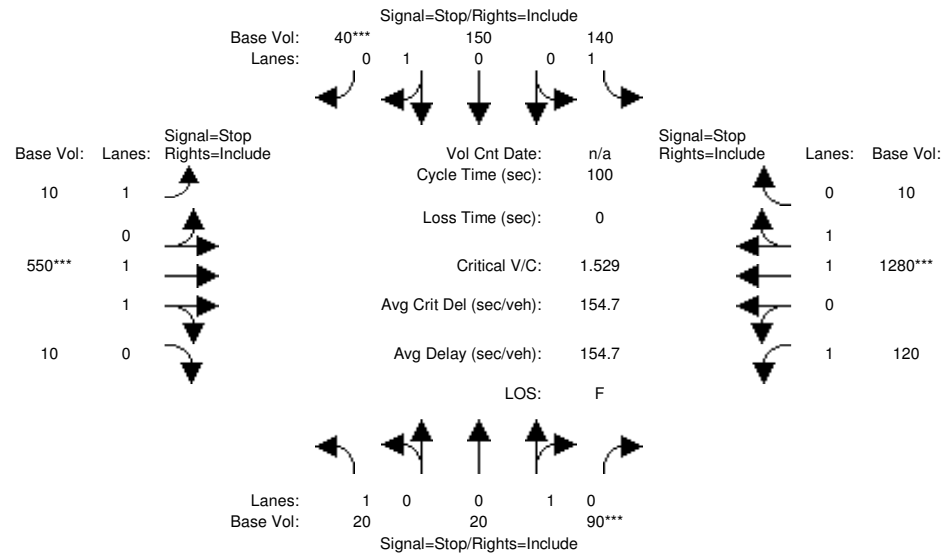 Signal=Stop/Rights=Include
Base Vol: 40*** 150 140
Lanes: 0 1 0 0 1
Signal=Stop
Rights=Include
Base Vol: Lanes:
Vol Cnt Date: n/a
Signal=Stop
Rights=Include
Lanes: Base Vol:
Cycle Time (sec): 100
10 1
0 10
Loss Time (sec): 0
0
1
550*** 1
Critical V/C: 1.529
1 1280***
1
Avg Crit Del (sec/veh): 154.7
0
10 0
Avg Delay (sec/veh): 154.7
1 120
LOS: F
Lanes: 1 0 0 1 0
Base Vol: 20 20 90***
Signal=Stop/Rights=Include